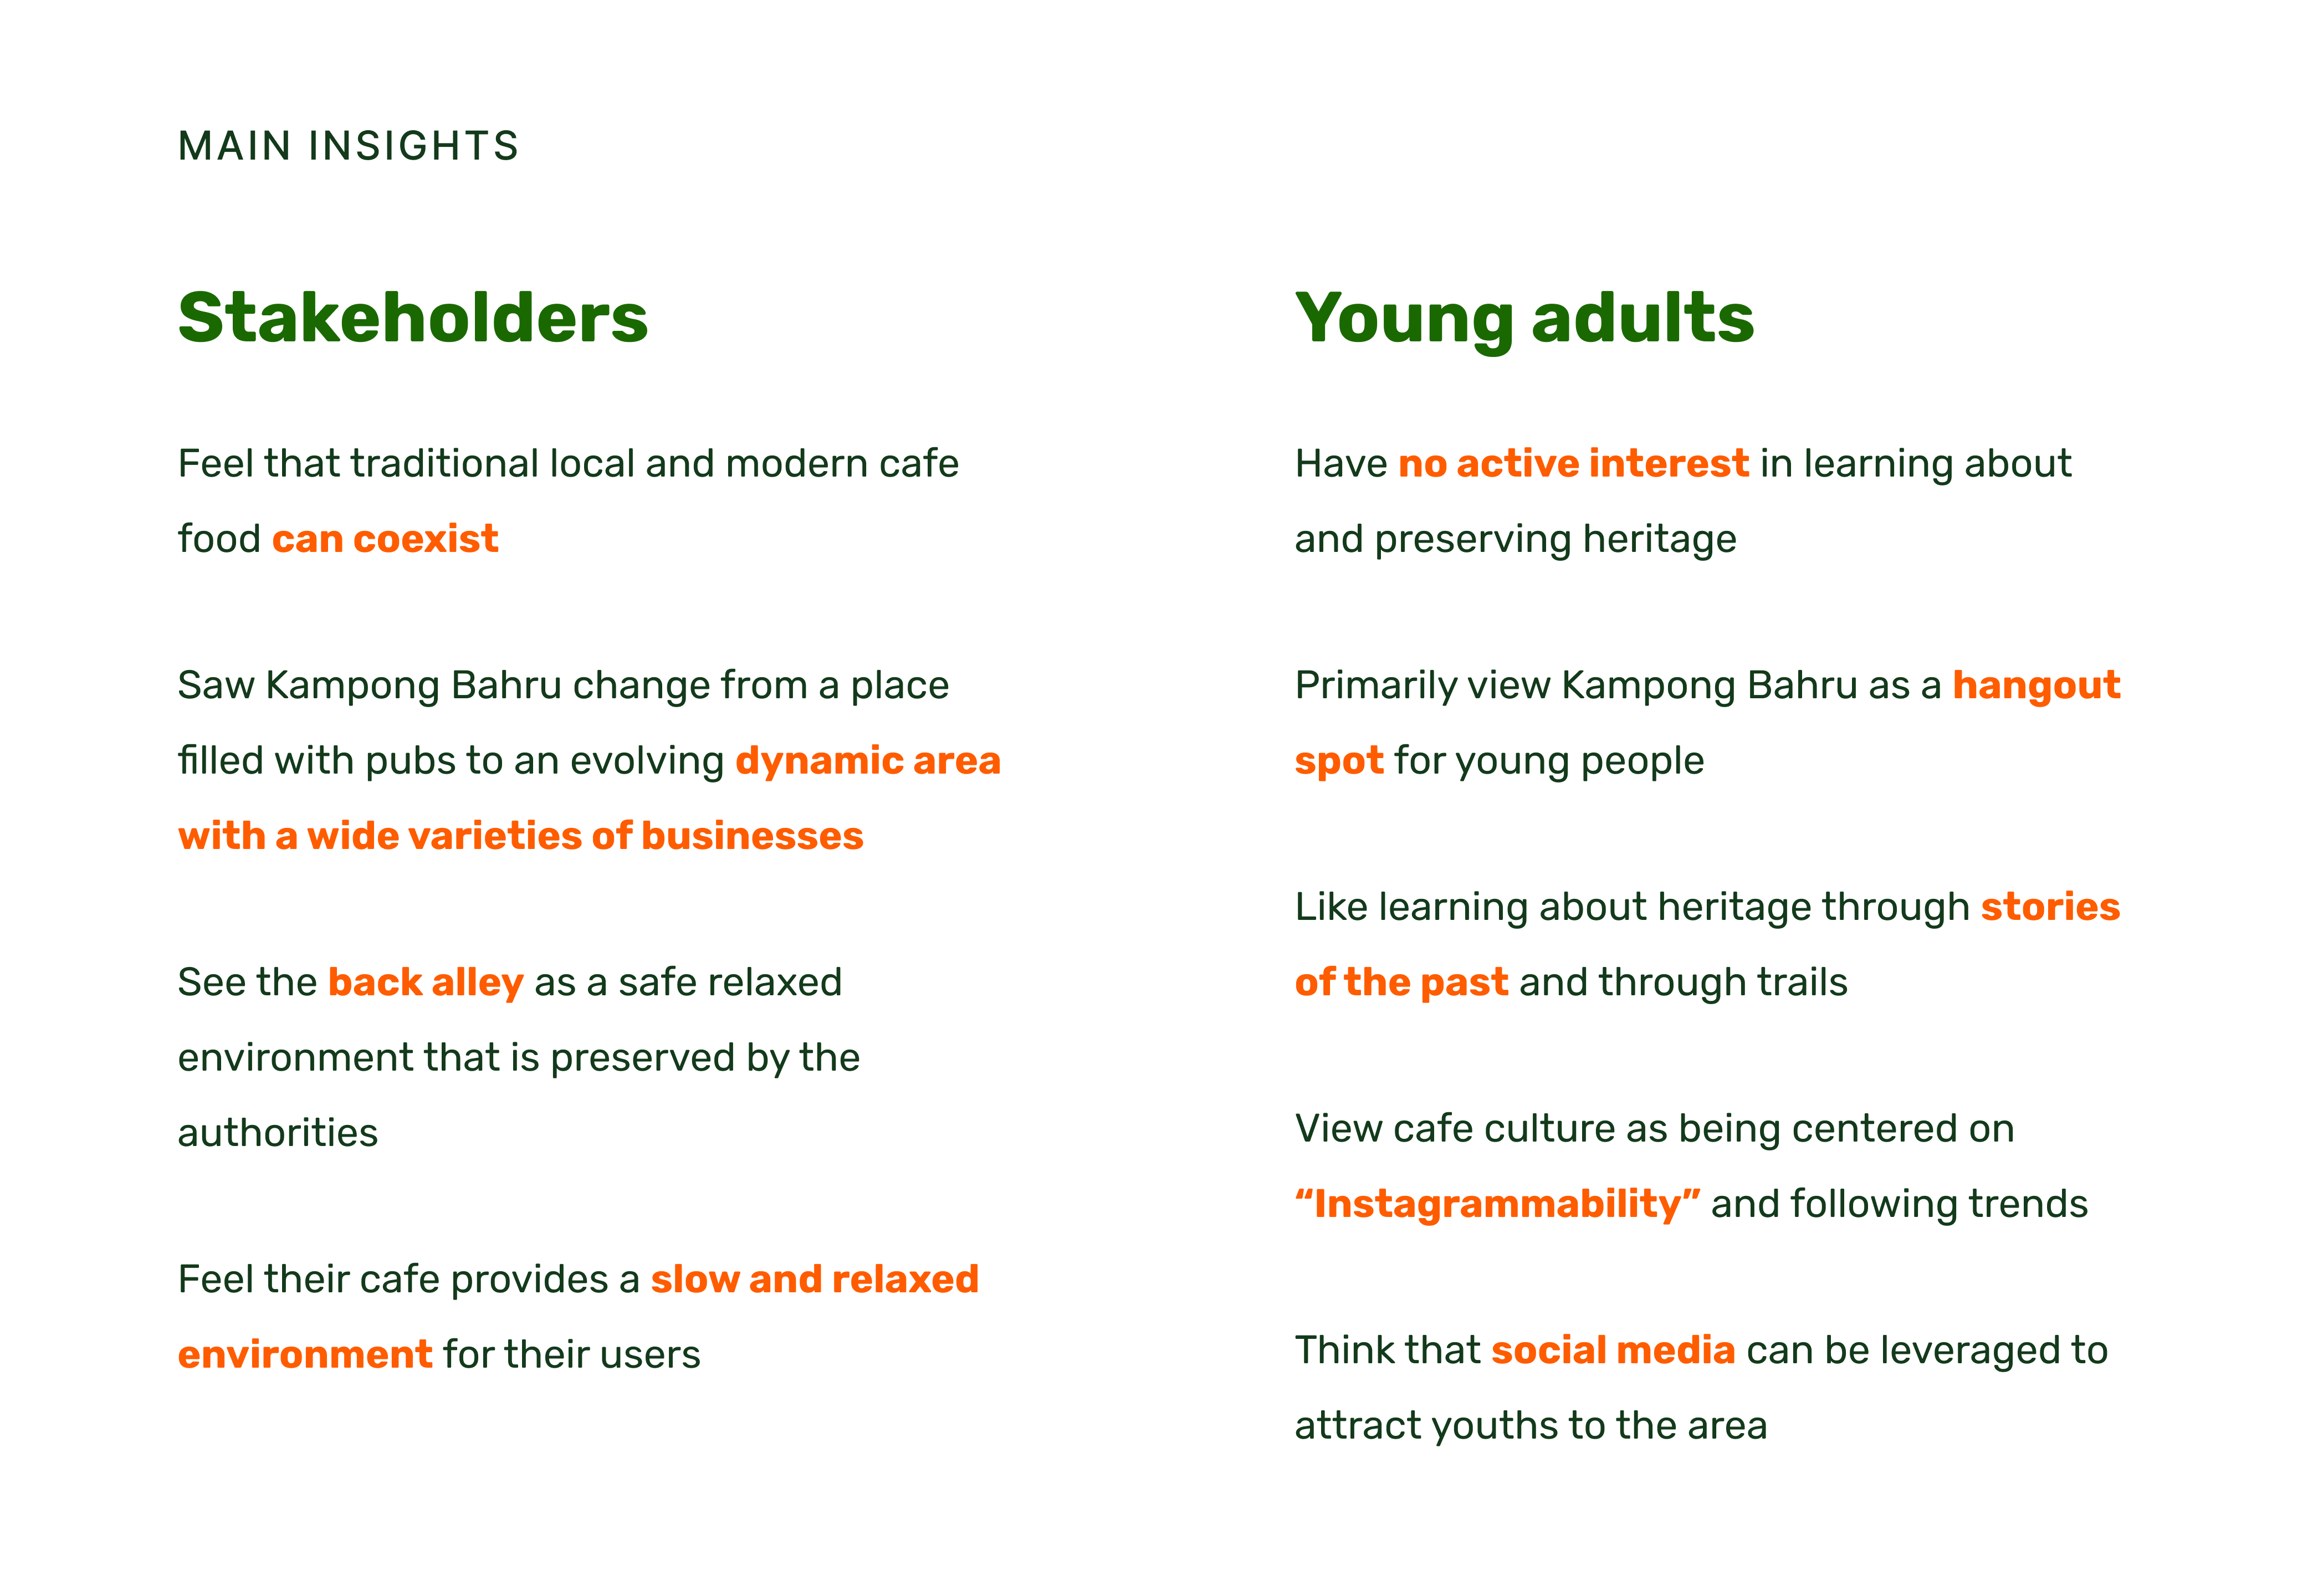 MAIN INSIGHTS
Stakeholders
Feel that traditional local and modern cafe
food can coexist
Saw Kampong Bahru change from a place
filled with pubs to an evolving dynamic area
with a wide varieties of businesses
See the back alley as a safe relaxed
environment that is preserved by the
authorities
Feel their cafe provides a slow and relaxed
environment for their users
Young adults
Have no active interest in learning about
and preserving heritage
Primarily view Kampong Bahru as a hangout
spot for young people
Like learning about heritage through stories
of the past and through trails
View cafe culture as being centered on
“Instagrammability” and following trends
Think that social media can be leveraged to
attract youths to the area